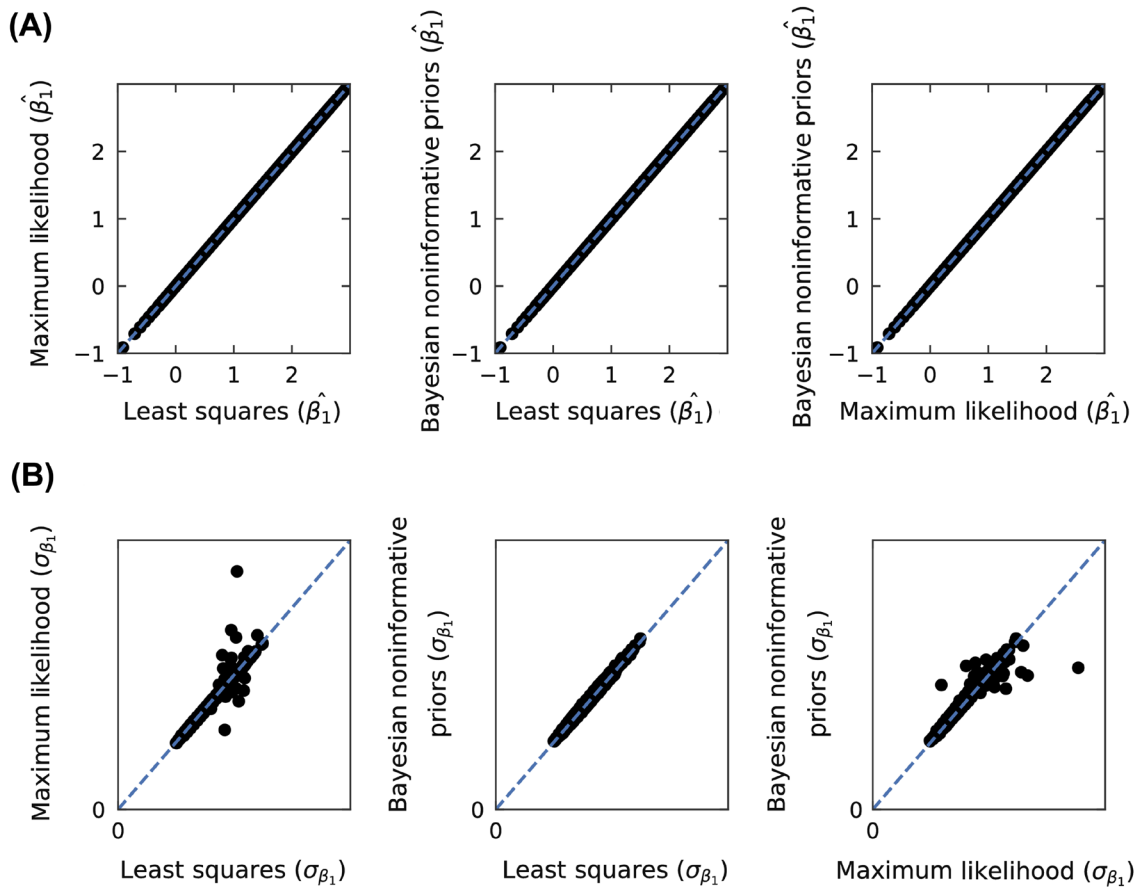 (A)
Maximum likelihood (β̂₁)
2
1
0
−1
−1 0 1 2
Least squares (β̂₁)
Bayesian noninformative priors (β̂₁)
2
1
0
−1
−1 0 1 2
Least squares (β̂₁)
Bayesian noninformative priors (β̂₁)
2
1
0
−1
−1 0 1 2
Maximum likelihood (β̂₁)
(B)
Maximum likelihood (σβ₁)
0
0
Least squares (σβ₁)
Bayesian noninformative
priors (σβ₁)
0
0
Least squares (σβ₁)
Bayesian noninformative
priors (σβ₁)
0
0
Maximum likelihood (σβ₁)